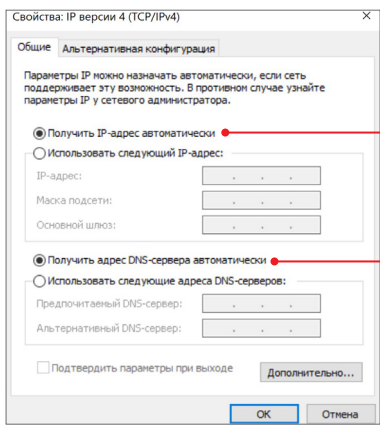 Свойства: IP версии 4 (TCP/IPv4)
Общие
Альтернативная конфигурация
Параметры IP можно назначать автоматически, если сеть
поддерживает эту возможность. В противном случае узнайте
параметры IP у сетевого администратора.
Получить IP-адрес автоматически
Использовать следующий IP-адрес:
IP-адрес:
Маска подсети:
Основной шлюз:
Получить адрес DNS-сервера автоматически
Использовать следующие адреса DNS-серверов:
Предпочитаемый DNS-сервер:
Альтернативный DNS-сервер:
Подтвердить параметры при выходе
Дополнительно...
ОК
Отмена